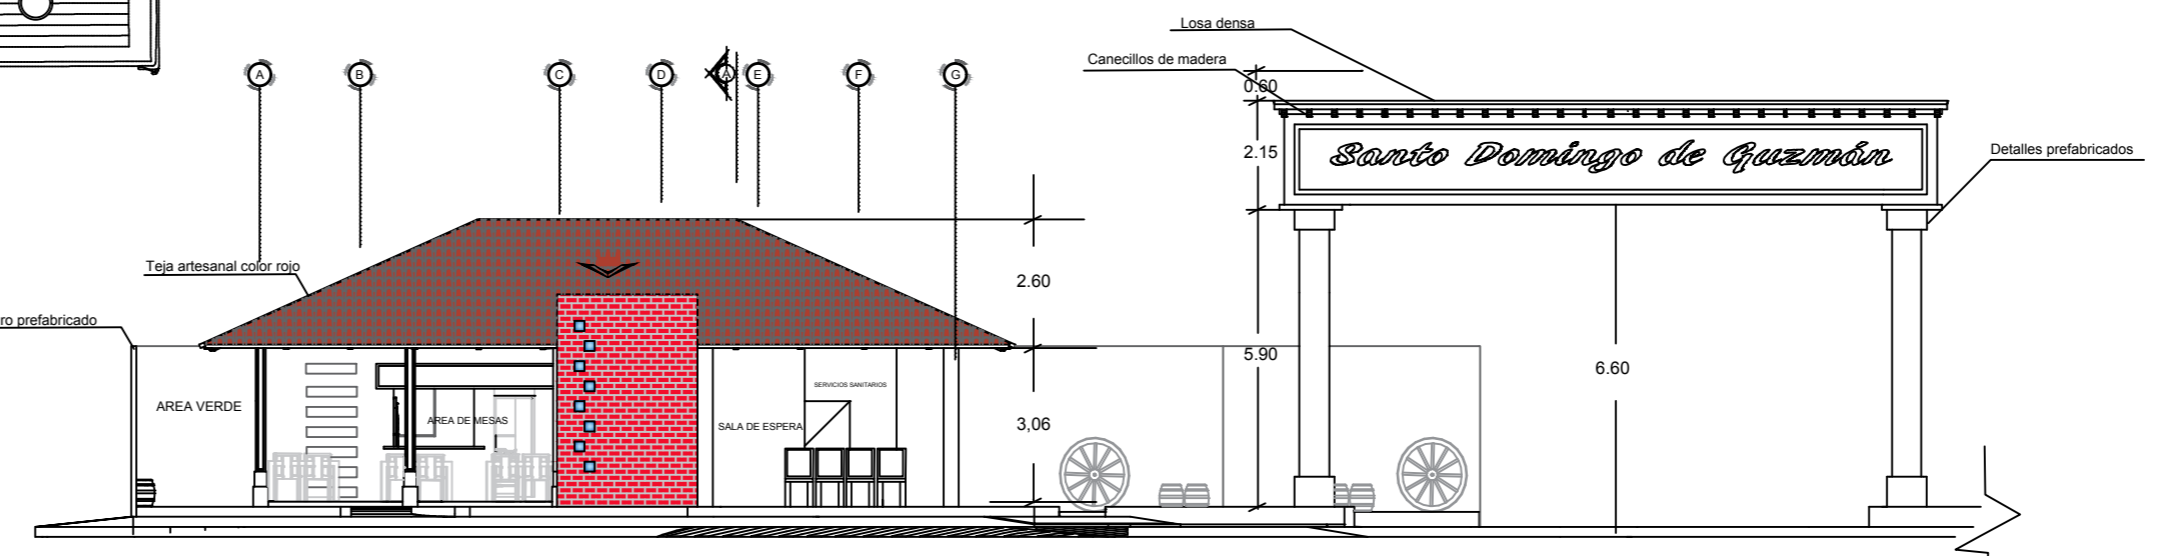 Losa densa
Canecillos de madera
A
B
C
D
A
E
F
G
0.60
2.15
Santo Domingo de Guzmán
Detalles prefabricados
Teja artesanal color rojo
2.60
ro prefabricado
5.90
6.60
SERVICIOS SANITARIOS
AREA VERDE
AREA DE MESAS
SALA DE ESPERA
3,06